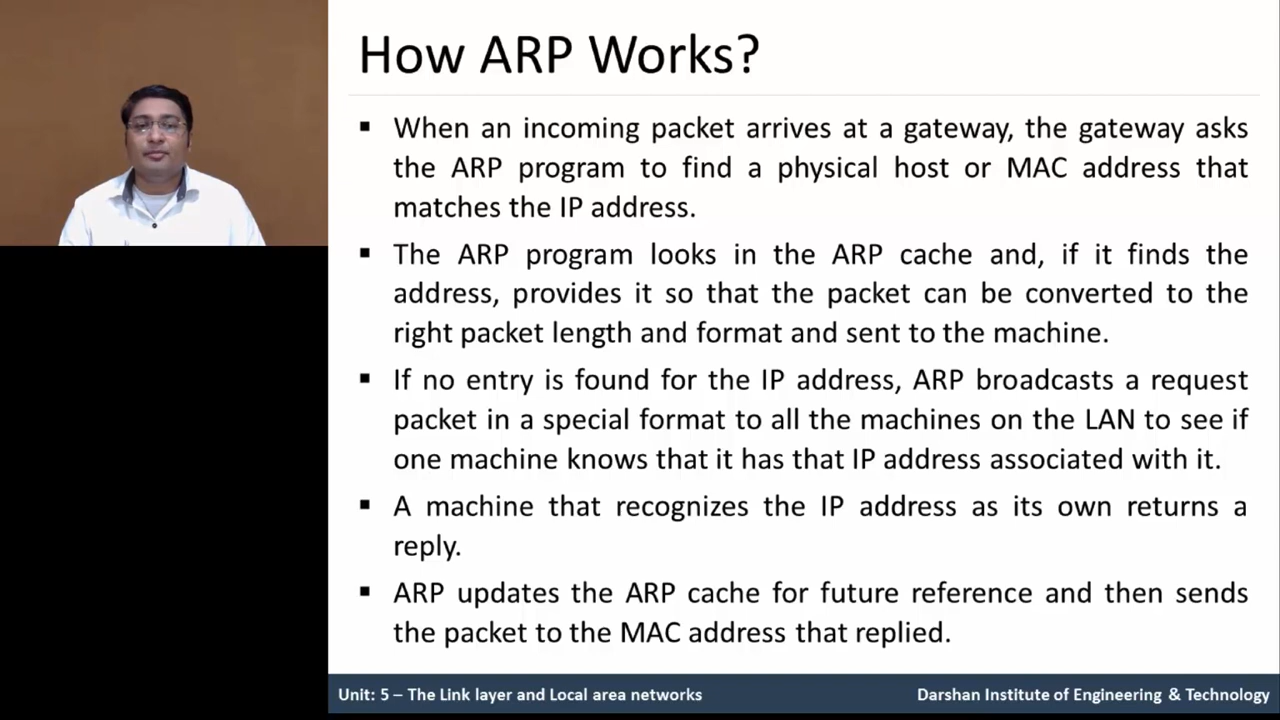 How ARP Works?
▪ When an incoming packet arrives at a gateway, the gateway asks
the ARP program to find a physical host or MAC address that
matches the IP address.
▪ The ARP program looks in the ARP cache and, if it finds the
address, provides it so that the packet can be converted to the
right packet length and format and sent to the machine.
▪ If no entry is found for the IP address, ARP broadcasts a request
packet in a special format to all the machines on the LAN to see if
one machine knows that it has that IP address associated with it.
▪ A machine that recognizes the IP address as its own returns a
reply.
▪ ARP updates the ARP cache for future reference and then sends
the packet to the MAC address that replied.
Unit: 5 – The Link layer and Local area networks
Darshan Institute of Engineering & Technology